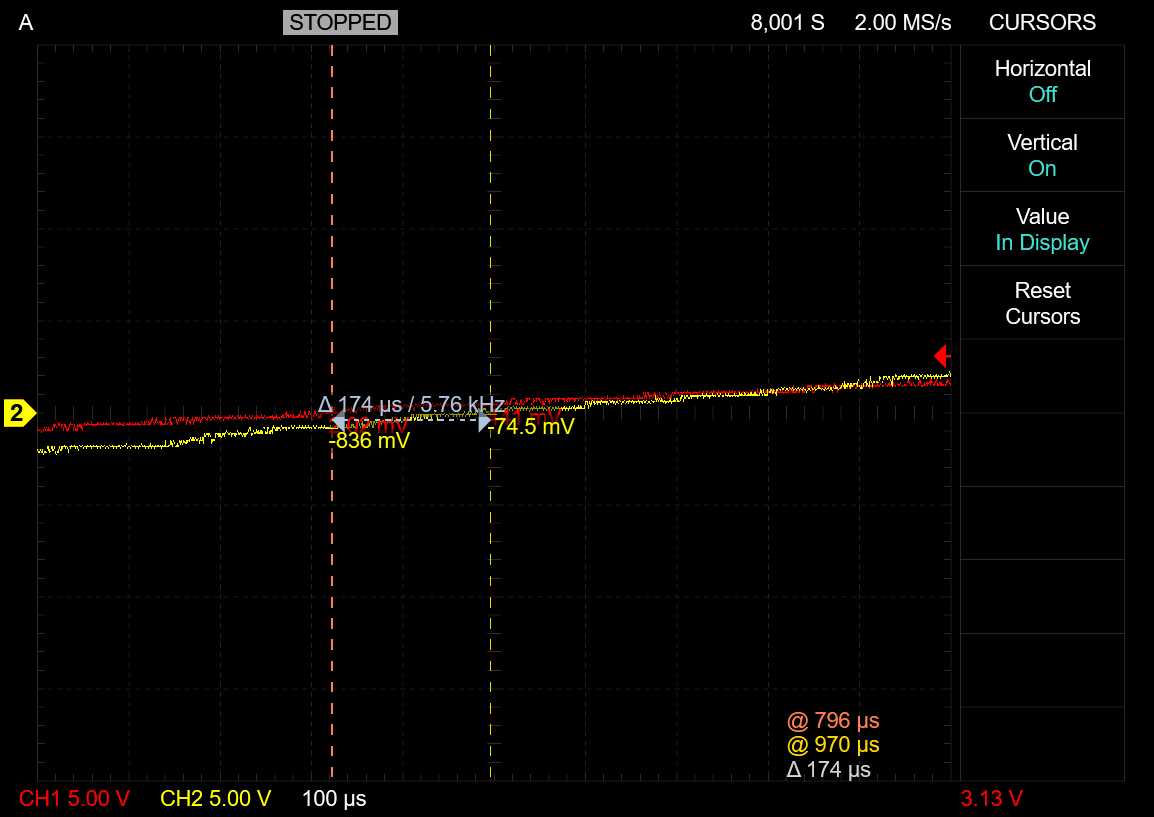 A
STOPPED
8,001 S
2.00 MS/s
CURSORS
Horizontal
Off
Vertical
On
Value
In Display
Reset
Cursors
2
Δ 174 µs / 5.76 kHz
-836 mV
-74.5 mV
@ 796 µs
@ 970 µs
Δ 174 µs
CH1 5.00 V
CH2 5.00 V
100 µs
3.13 V